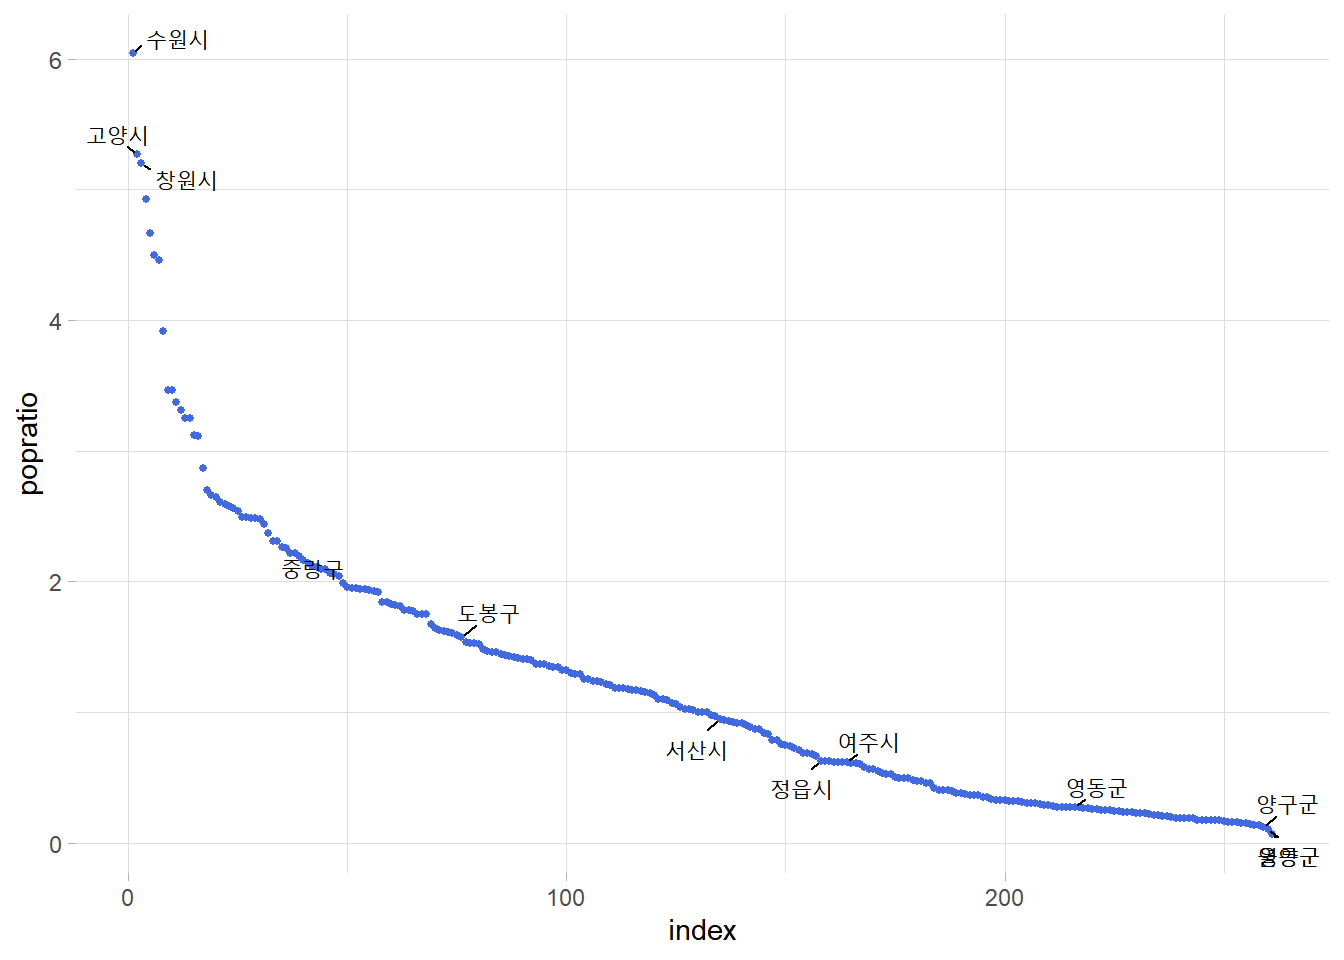 수원시
6
고양시
창원시
4
popratio
중랑구
2
도봉구
서산시
여주시
정읍시
영동군
양구군
0
0
100
200
index